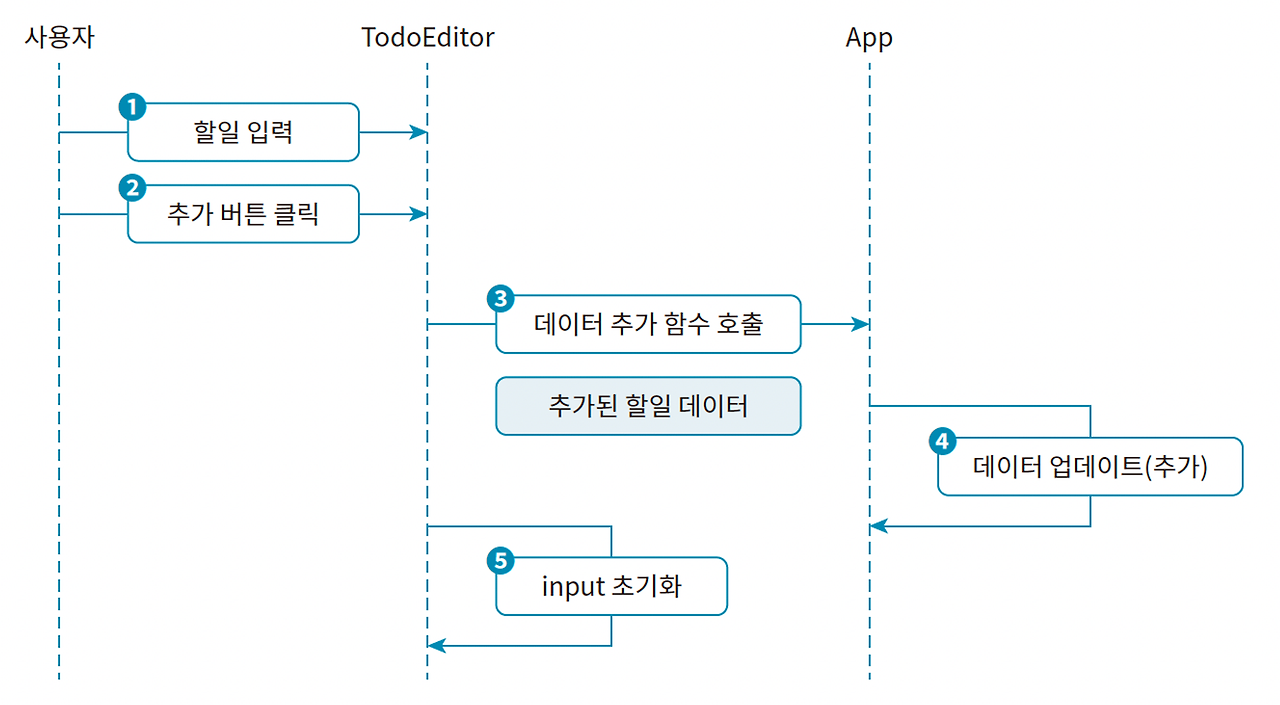 사용자
TodoEditor
App
1
할일 입력
2
추가 버튼 클릭
3
데이터 추가 함수 호출
추가된 할일 데이터
4
데이터 업데이트(추가)
5
input 초기화